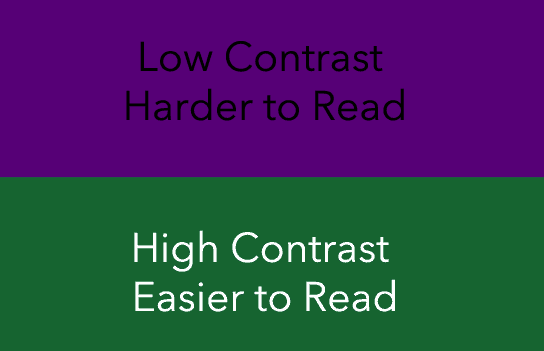 Low Contrast
Harder to Read
High Contrast
Easier to Read